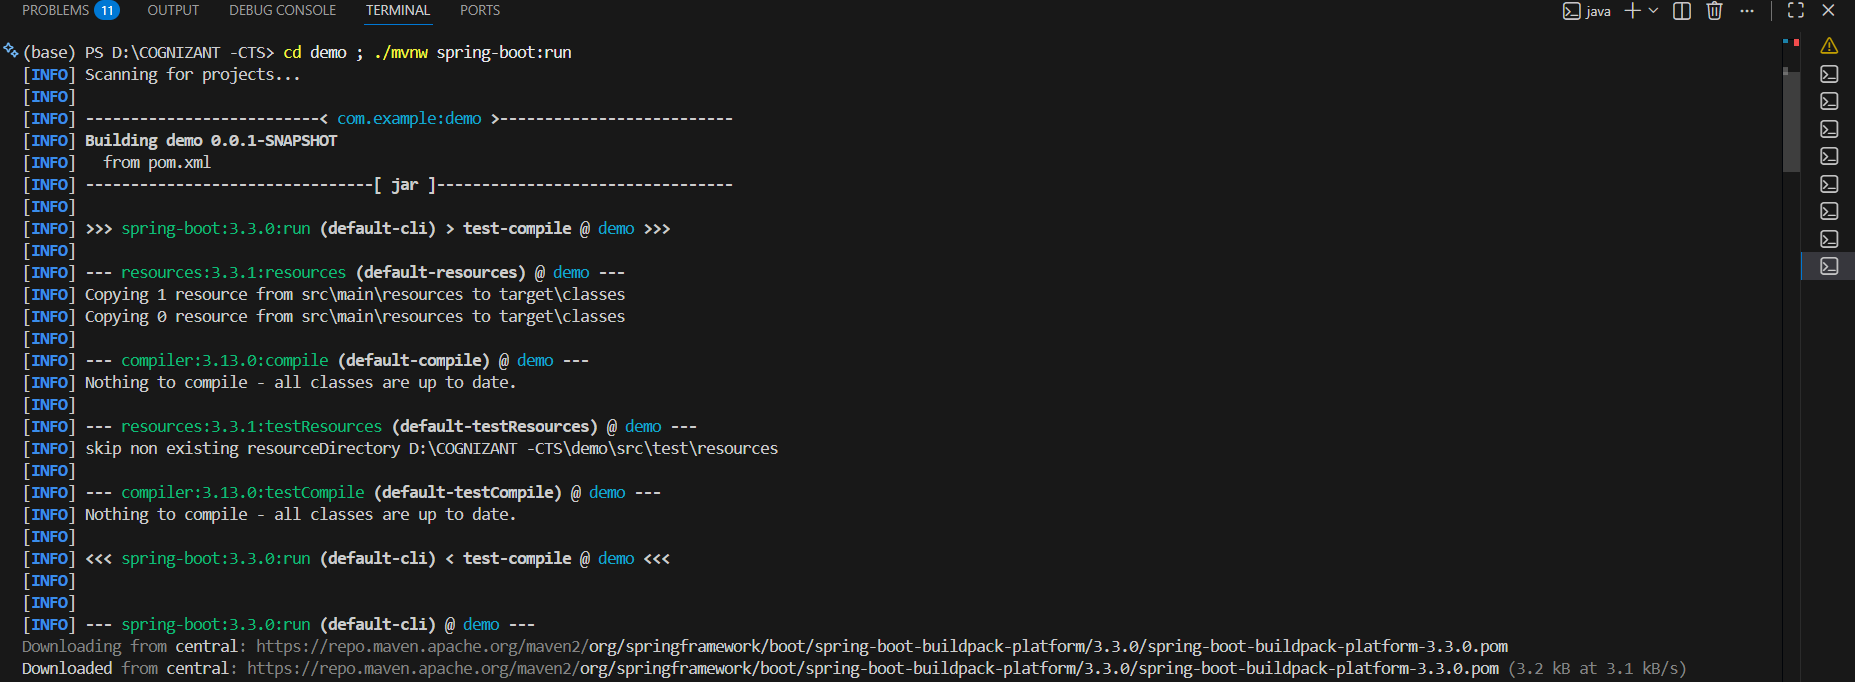 PROBLEMS 11 OUTPUT DEBUG CONSOLE TERMINAL PORTS java
(base) PS D:\COGNIZANT -CTS> cd demo ; ./mvnw spring-boot:run
[INFO] Scanning for projects...
[INFO]
[INFO] --------------------------< com.example:demo >--------------------------
[INFO] Building demo 0.0.1-SNAPSHOT
[INFO]   from pom.xml
[INFO] --------------------------------[ jar ]---------------------------------
[INFO]
[INFO] >>> spring-boot:3.3.0:run (default-cli) > test-compile @ demo >>>
[INFO]
[INFO] --- resources:3.3.1:resources (default-resources) @ demo ---
[INFO] Copying 1 resource from src\main\resources to target\classes
[INFO] Copying 0 resource from src\main\resources to target\classes
[INFO]
[INFO] --- compiler:3.13.0:compile (default-compile) @ demo ---
[INFO] Nothing to compile - all classes are up to date.
[INFO]
[INFO] --- resources:3.3.1:testResources (default-testResources) @ demo ---
[INFO] skip non existing resourceDirectory D:\COGNIZANT -CTS\demo\src\test\resources
[INFO]
[INFO] --- compiler:3.13.0:testCompile (default-testCompile) @ demo ---
[INFO] Nothing to compile - all classes are up to date.
[INFO]
[INFO] <<< spring-boot:3.3.0:run (default-cli) < test-compile @ demo <<<
[INFO]
[INFO]
[INFO] --- spring-boot:3.3.0:run (default-cli) @ demo ---
Downloading from central: https://repo.maven.apache.org/maven2/org/springframework/boot/spring-boot-buildpack-platform/3.3.0/spring-boot-buildpack-platform-3.3.0.pom
Downloaded from central: https://repo.maven.apache.org/maven2/org/springframework/boot/spring-boot-buildpack-platform/3.3.0/spring-boot-buildpack-platform-3.3.0.pom (3.2 kB at 3.1 kB/s)